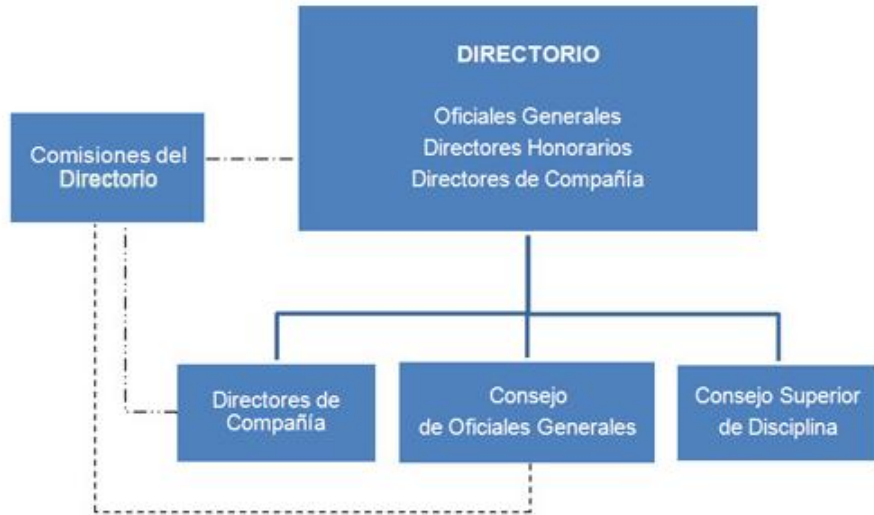 DIRECTORIO
Oficiales Generales
Directores Honorarios
Directores de Compañía
Comisiones del
Directorio
Directores de
Compañía
Consejo
de Oficiales Generales
Consejo Superior
de Disciplina